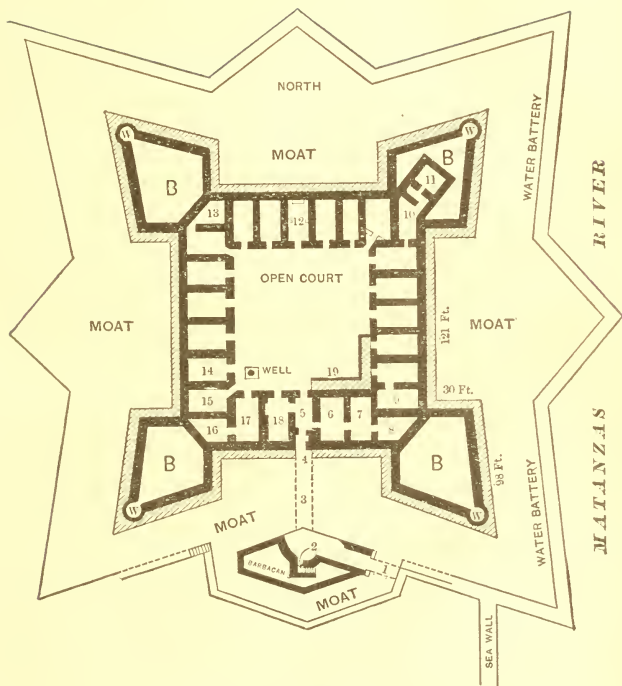 NORTH
MOAT
WATER BATTERY
W
W
B
B
11
13
12
10
RIVER
OPEN COURT
MOAT
MOAT
121 Ft.
14
WELL
19
30 Ft.
15
17
18
5
6
7
9
16
8
4
B
B
98 Ft.
MATANZAS
3
W
W
MOAT
WATER BATTERY
2
BARBACAN
1
MOAT
SEA WALL